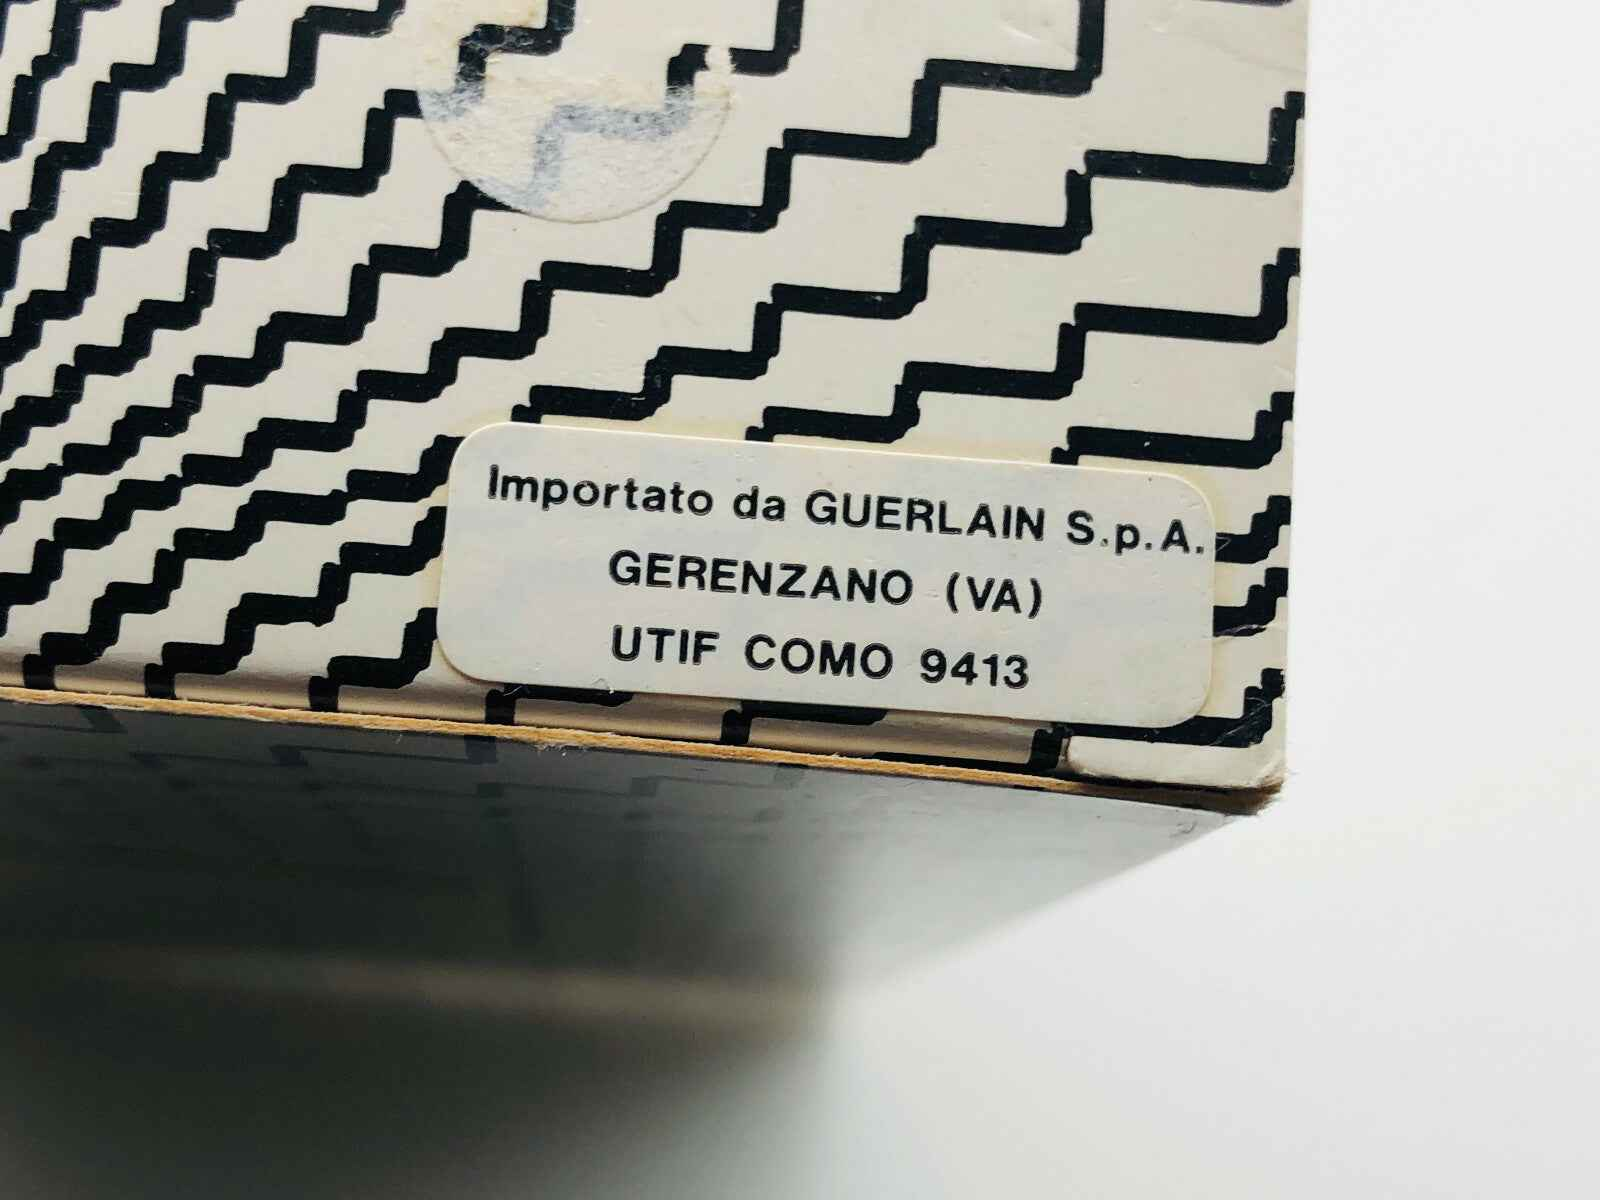 Importato da GUERLAIN S.p.A.
GERENZANO (VA)
UTIF COMO 9413